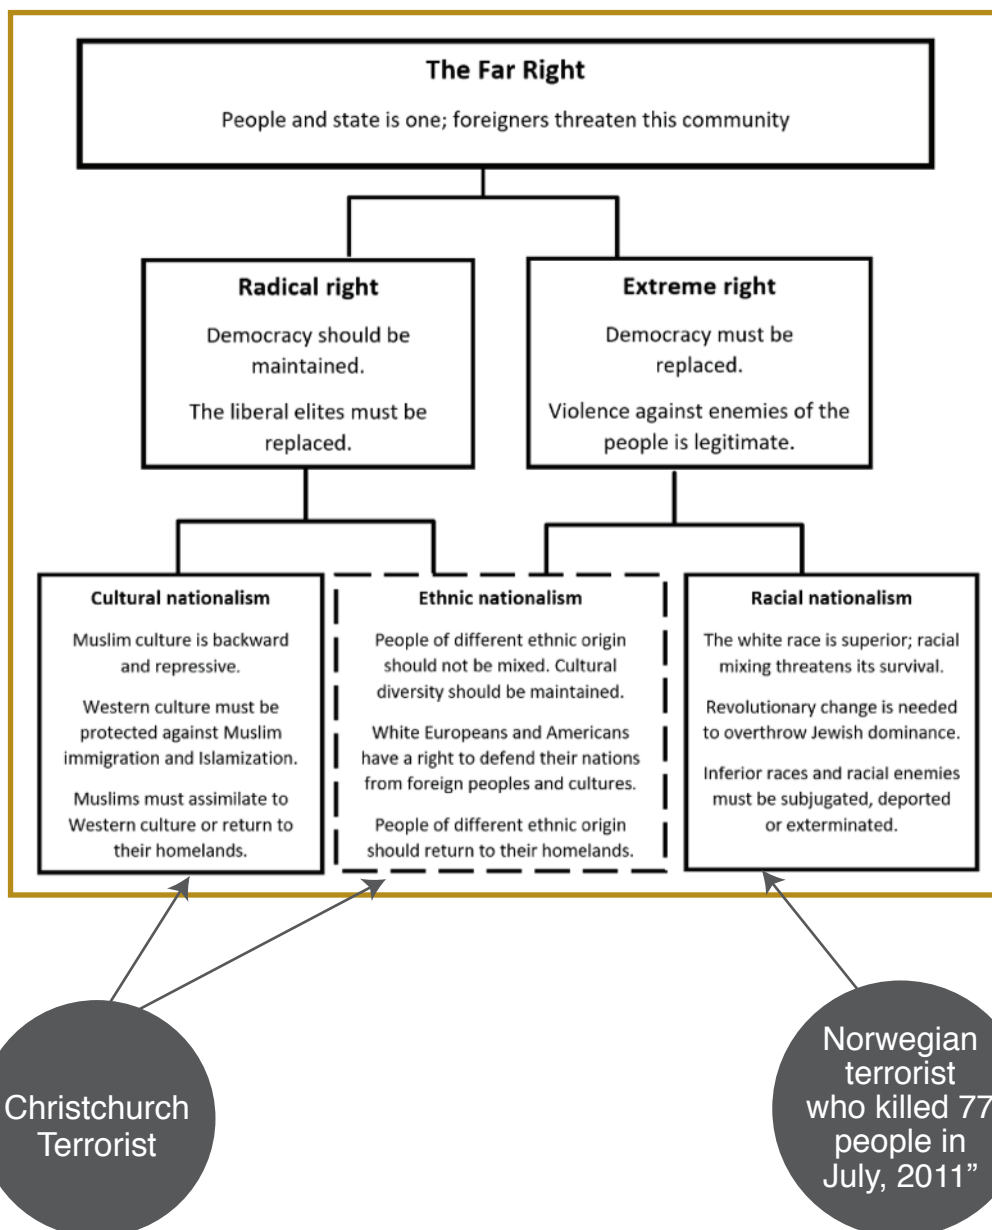 The Far Right
People and state is one; foreigners threaten this community
Radical right
Democracy should be
maintained.
The liberal elites must be
replaced.
Extreme right
Democracy must be
replaced.
Violence against enemies of the
people is legitimate.
Cultural nationalism
Muslim culture is backward
and repressive.
Western culture must be
protected against Muslim
immigration and Islamization.
Muslims must assimilate to
Western culture or return to
their homelands.
Ethnic nationalism
People of different ethnic origin
should not be mixed. Cultural
diversity should be maintained.
White Europeans and Americans
have a right to defend their nations
from foreign peoples and cultures.
People of different ethnic origin
should return to their homelands.
Racial nationalism
The white race is superior; racial
mixing threatens its survival.
Revolutionary change is needed
to overthrow Jewish dominance.
Inferior races and racial enemies
must be subjugated, deported
or exterminated.
Christchurch
Terrorist
Norwegian
terrorist
who killed 77
people in
July, 2011”